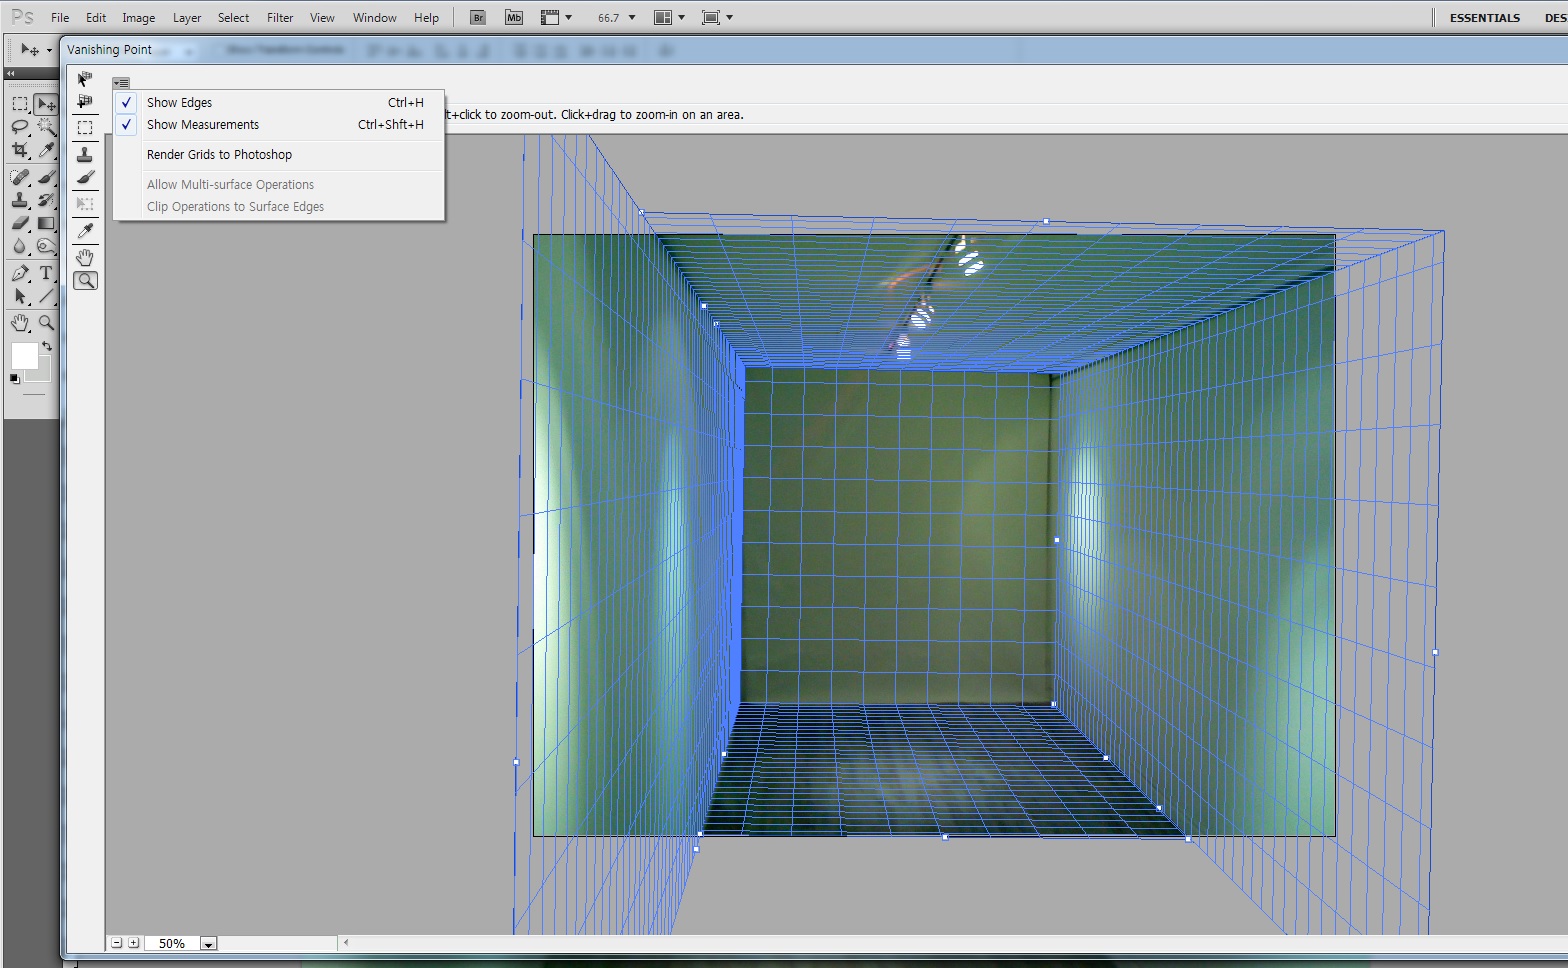 Ps File Edit Image Layer Select Filter View Window Help Br Mb 66.7 ESSENTIALS DES
Vanishing Point
Show Edges Ctrl+H
t+click to zoom-out. Click+drag to zoom-in on an area.
Show Measurements Ctrl+Shft+H
Render Grids to Photoshop
Allow Multi-surface Operations
Clip Operations to Surface Edges
T
50%